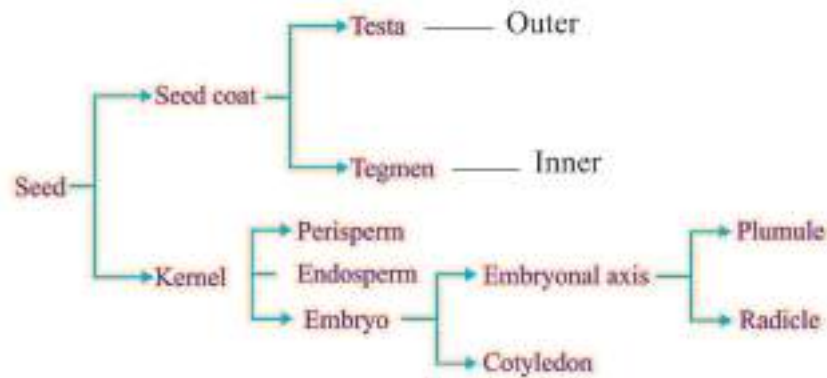 Testa Outer
Seed coat
Tegmen Inner
Seed
Perisperm Plumule
Kernel Endosperm Embryonal axis
Embryo Radicle
Cotyledon